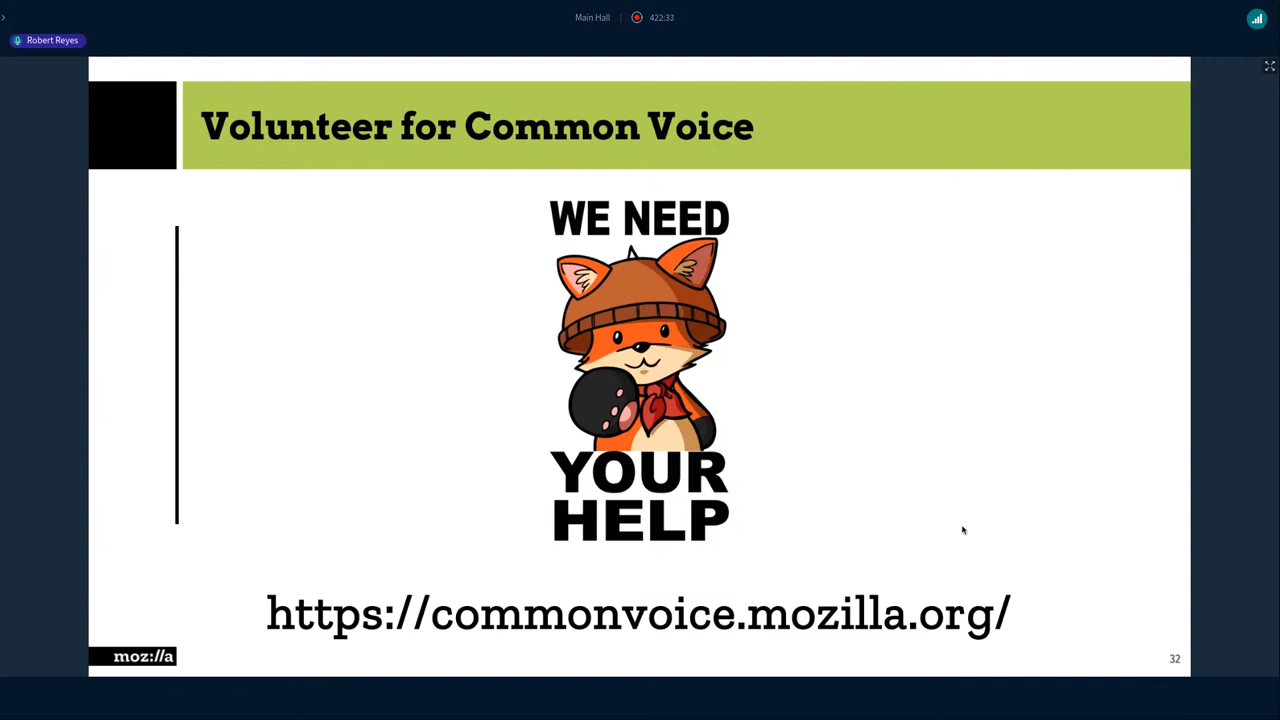 Main Hall
422:33
Robert Reyes
Volunteer for Common Voice
WE NEED
YOUR
HELP
https://commonvoice.mozilla.org/
moz://a
32